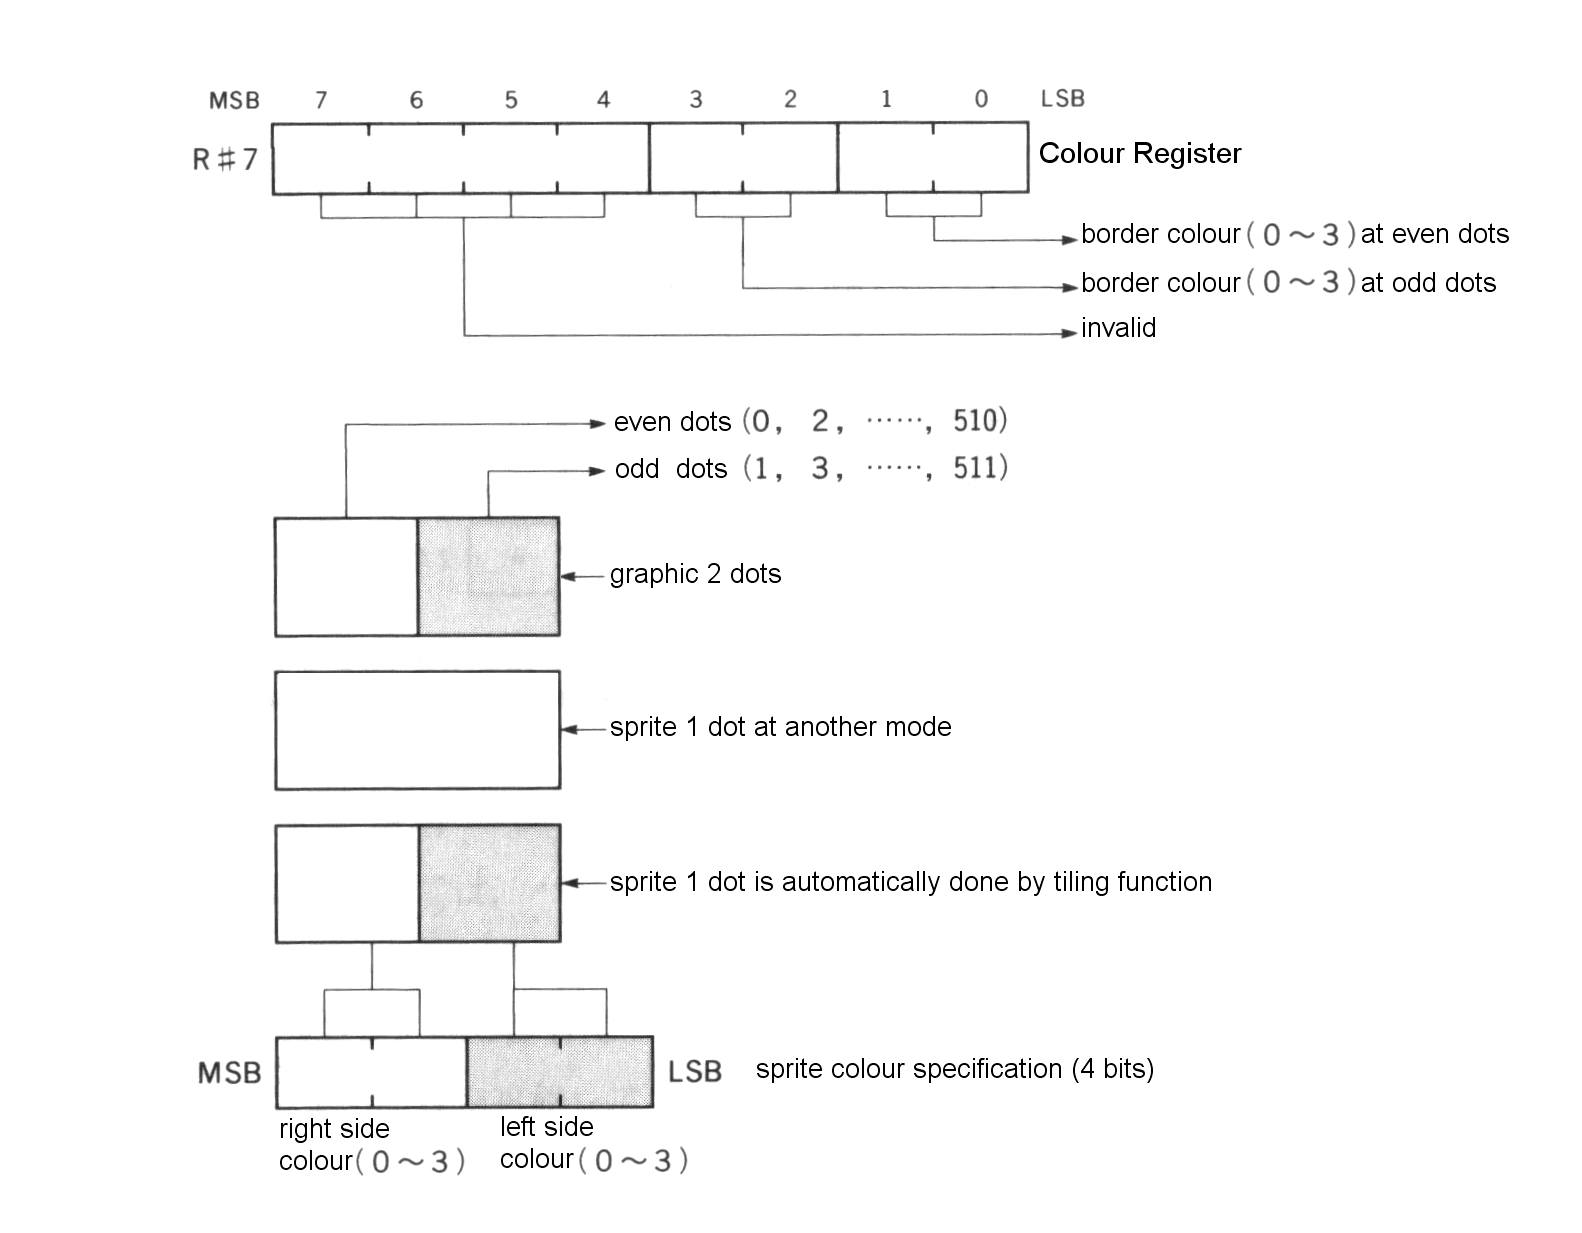 MSB 7 6 5 4 3 2 1 0 LSB
R#7 Colour Register
border colour(0~3)at even dots
border colour(0~3)at odd dots
invalid
even dots (0, 2, ……, 510)
odd dots (1, 3, ……, 511)
graphic 2 dots
sprite 1 dot at another mode
sprite 1 dot is automatically done by tiling function
MSB LSB sprite colour specification (4 bits)
right side left side
colour(0~3) colour(0~3)